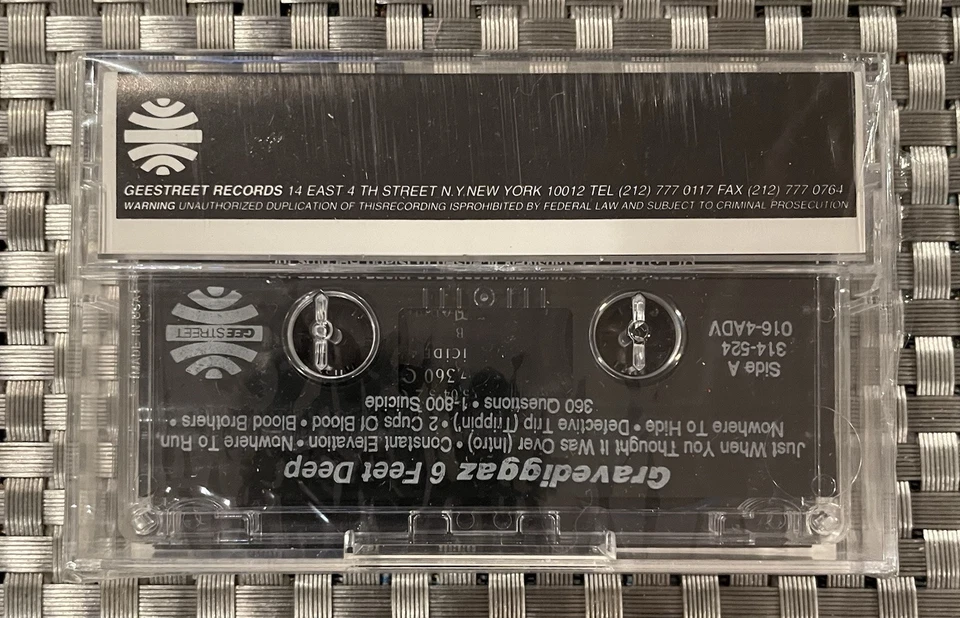 GEESTREET RECORDS 14 EAST 4 TH STREET N.Y.NEW YORK 10012 TEL (212) 777 0117 FAX (212) 777 0764
WARNING UNAUTHORIZED DUPLICATION OF THISRECORDING ISPROHIBITED BY FEDERAL LAW AND SUBJECT TO CRIMINAL PROSECUTION
Gravediggaz 6 Feet Deep
Just When You Thought It Was Over (Intro) • Constant Elevation • Nowhere To Run
Nowhere To Hide • Detective Trip (Trippin') • 2 Cups Of Blood • Blood Brothers •
360 Questions • 1-800 Suicide
Side A
314-524
016-4ADV
GEESTREET